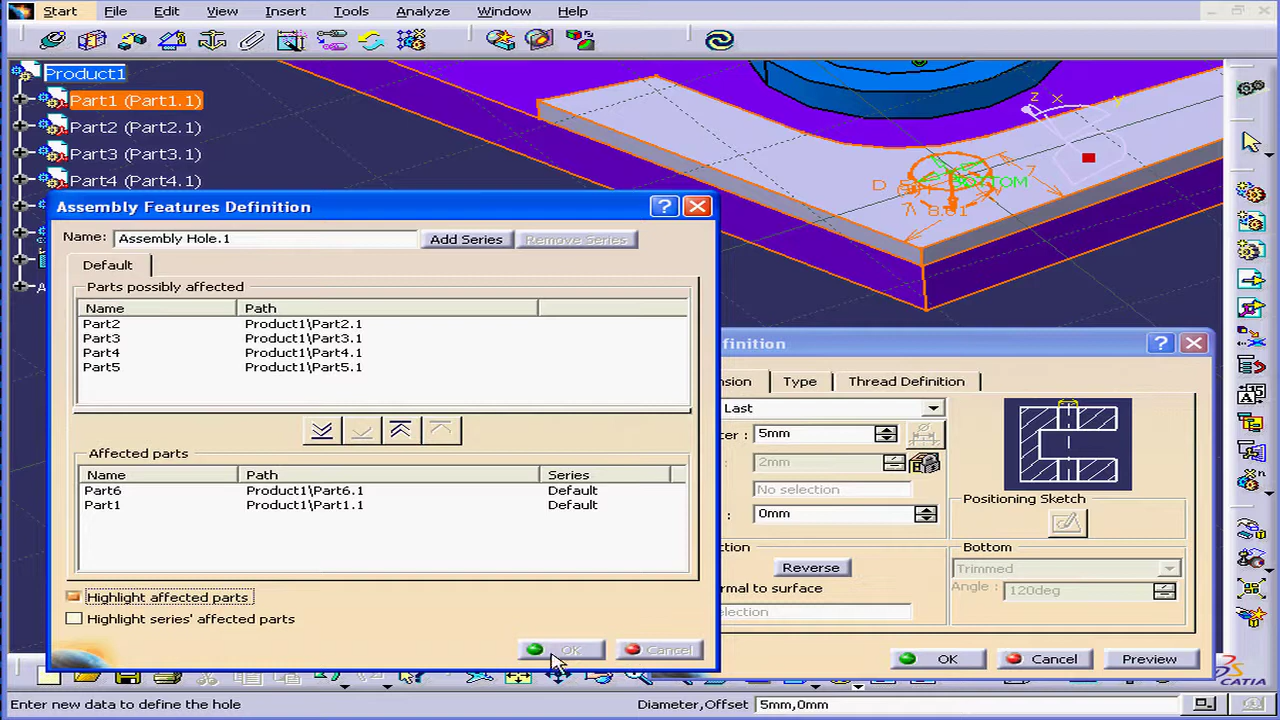 Start File Edit View Insert Tools Analyze Window Help
Product1
Part1 (Part1.1)
Part2 (Part2.1)
Part3 (Part3.1)
Part4 (Part4.1)
z x y
D
BOTTOM
7
8.61
Assembly Features Definition
Name: Assembly Hole.1 Add Series Remove Series
Default
Parts possibly affected
Name Path
Part2 Product1\Part2.1
Part3 Product1\Part3.1
Part4 Product1\Part4.1
Part5 Product1\Part5.1
Affected parts
Name Path Series
Part6 Product1\Part6.1 Default
Part1 Product1\Part1.1 Default
Highlight affected parts
Highlight series' affected parts
OK Cancel
finition
nsion Type Thread Definition
Last
ter : 5mm
: 2mm
No selection
: 0mm
Positioning Sketch
ction
Reverse
rmal to surface
election
Bottom
Trimmed
Angle : 120deg
OK Cancel Preview
CATIA
Enter new data to define the hole Diameter,Offset 5mm,0mm